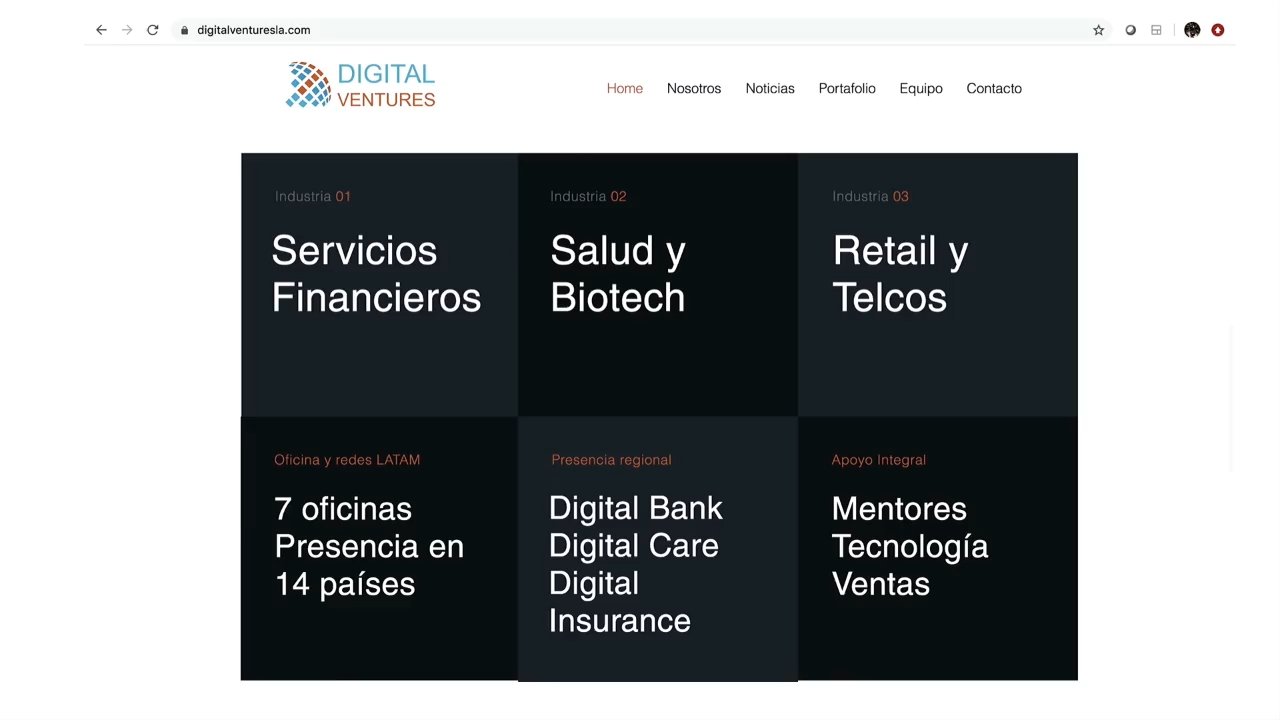 digitalventuresla.com
DIGITAL
VENTURES
Home Nosotros Noticias Portafolio Equipo Contacto
Industria 01
Servicios
Financieros
Industria 02
Salud y
Biotech
Industria 03
Retail y
Telcos
Oficina y redes LATAM
7 oficinas
Presencia en
14 países
Presencia regional
Digital Bank
Digital Care
Digital
Insurance
Apoyo Integral
Mentores
Tecnología
Ventas